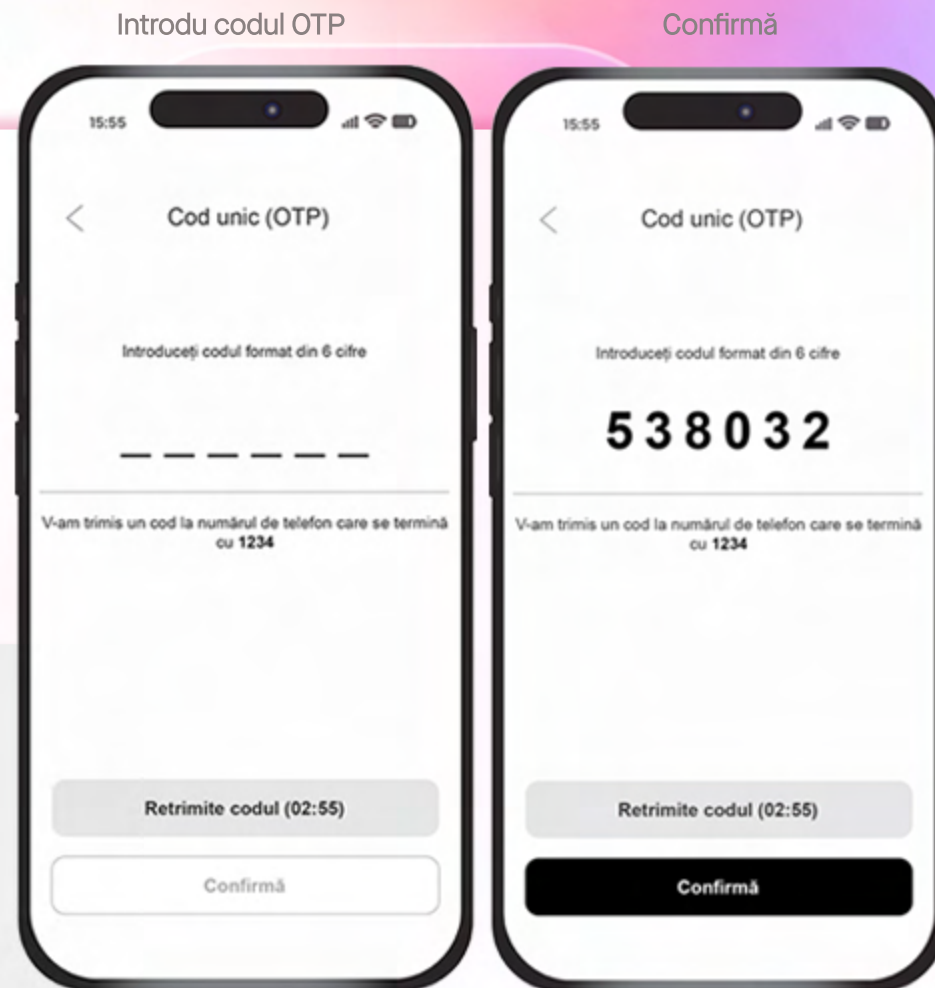 Introdu codul OTP
15:55
Cod unic (OTP)
Introduceți codul format din 6 cifre
V-am trimis un cod la numărul de telefon care se termină
cu 1234
Retrimite codul (02:55)
Confirmă
Confirmă
15:55
Cod unic (OTP)
Introduceți codul format din 6 cifre
538032
V-am trimis un cod la numărul de telefon care se termină
cu 1234
Retrimite codul (02:55)
Confirmă